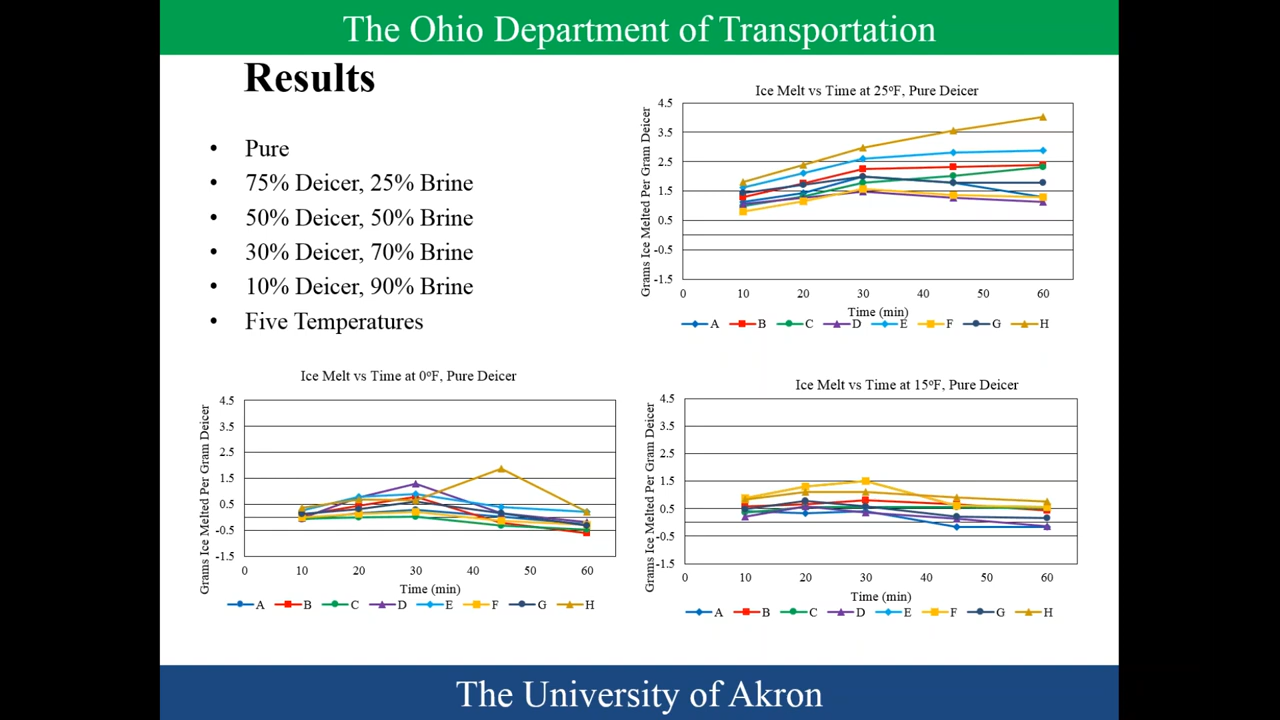 The Ohio Department of Transportation
Results
• Pure
• 75% Deicer, 25% Brine
• 50% Deicer, 50% Brine
• 30% Deicer, 70% Brine
• 10% Deicer, 90% Brine
• Five Temperatures
Ice Melt vs Time at 25°F, Pure Deicer
Grams Ice Melted Per Gram Deicer
4.5
3.5
2.5
1.5
0.5
-0.5
-1.5
0 10 20 30 40 50 60
Time (min)
A B C D E F G H
Ice Melt vs Time at 0°F, Pure Deicer
Grams Ice Melted Per Gram Deicer
4.5
3.5
2.5
1.5
0.5
-0.5
-1.5
0 10 20 30 40 50 60
Time (min)
A B C D E F G H
Ice Melt vs Time at 15°F, Pure Deicer
Grams Ice Melted Per Gram Deicer
4.5
3.5
2.5
1.5
0.5
-0.5
-1.5
0 10 20 30 40 50 60
Time (min)
A B C D E F G H
The University of Akron